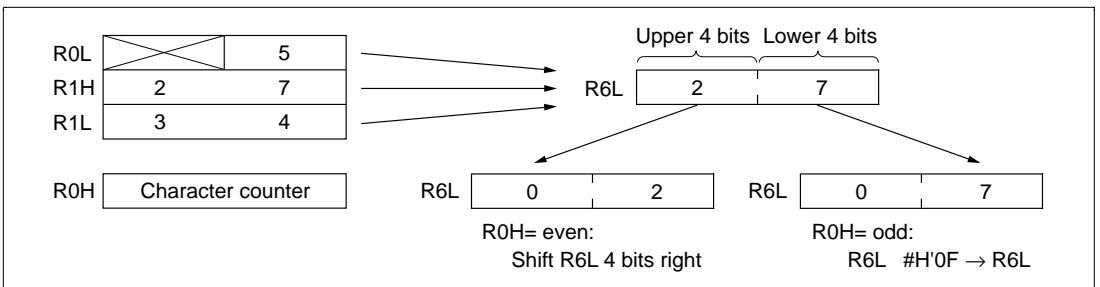 Upper 4 bits Lower 4 bits
R0L 5
R1H 2 7
R1L 3 4
R6L 2 7
R0H Character counter
R6L 0 2
R6L 0 7
R0H= even:
Shift R6L 4 bits right
R0H= odd:
R6L #H'0F → R6L